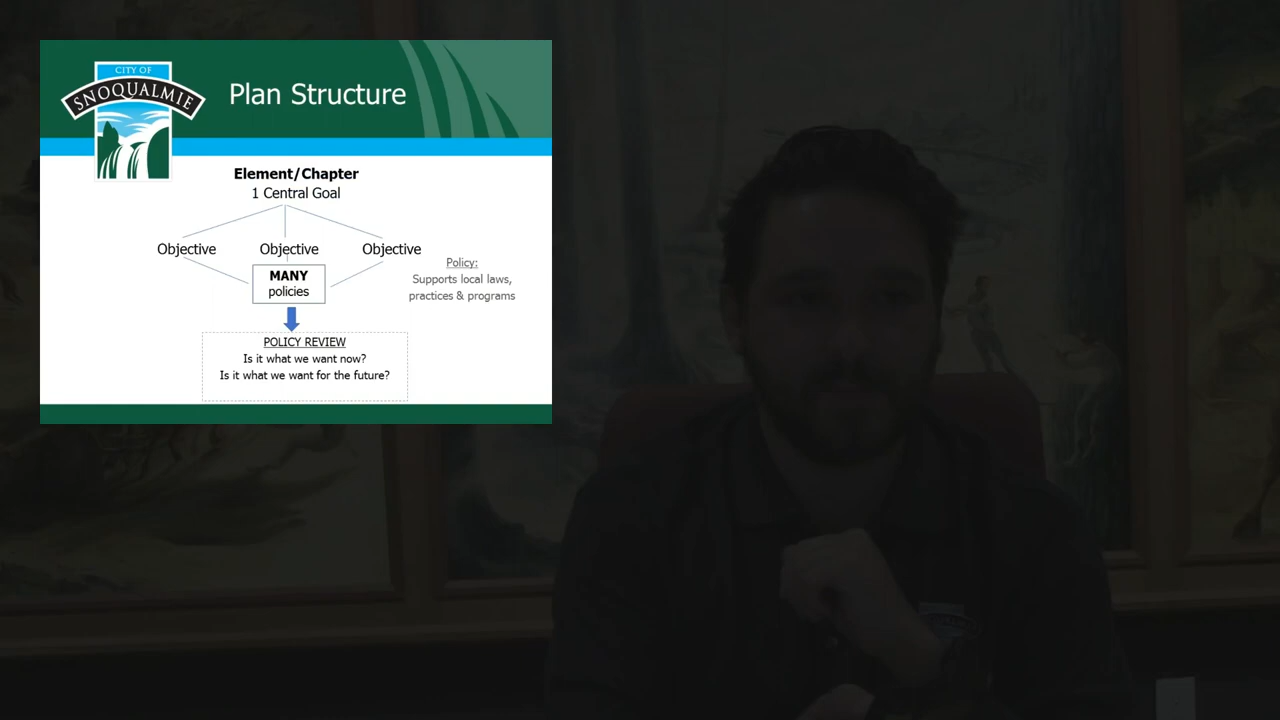 CITY OF
SNOQUALMIE
Plan Structure
Element/Chapter
1 Central Goal
Objective Objective Objective
MANY
policies
Policy:
Supports local laws,
practices & programs
POLICY REVIEW
Is it what we want now?
Is it what we want for the future?